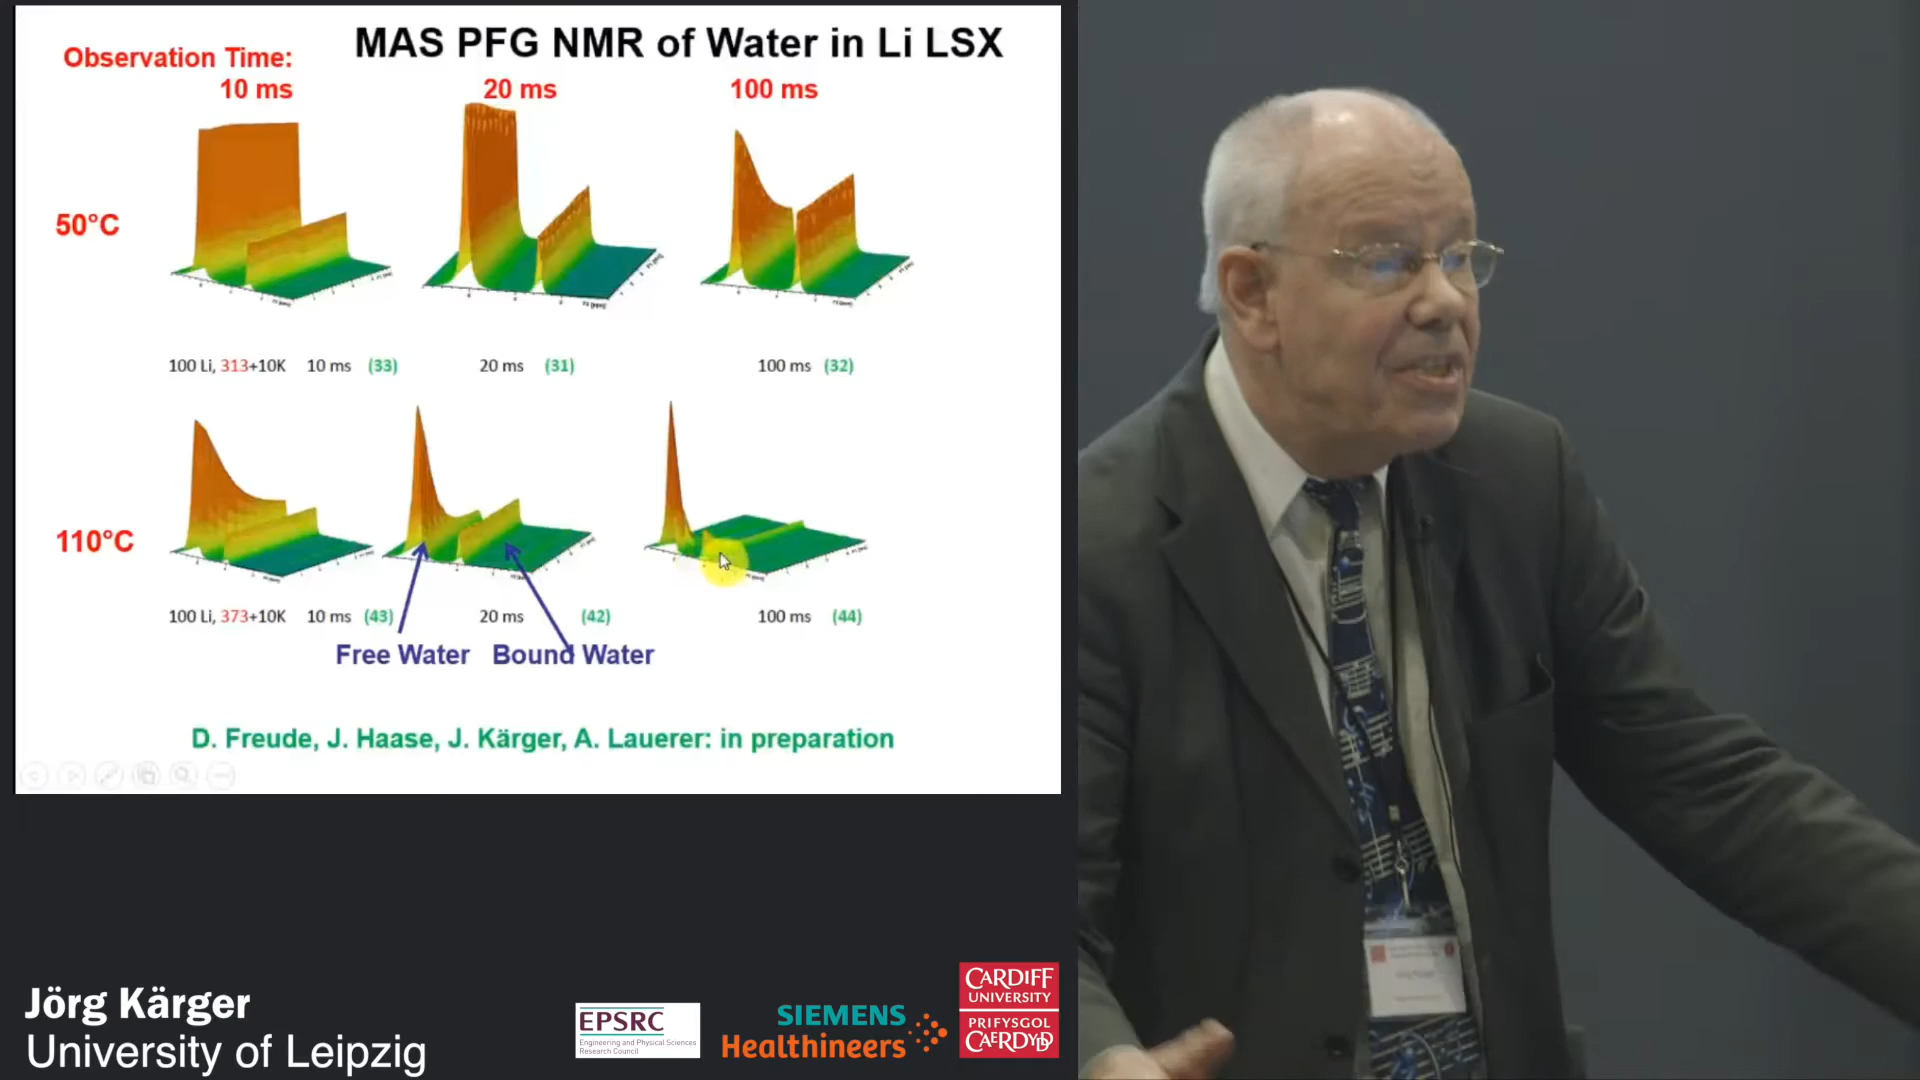 MAS PFG NMR of Water in Li LSX
Observation Time:
10 ms
20 ms
100 ms
50°C
100 Li, 313+10K 10 ms (33)
20 ms (31)
100 ms (32)
110°C
100 Li, 373+10K 10 ms (43)
20 ms (42)
100 ms (44)
Free Water
Bound Water
D. Freude, J. Haase, J. Kärger, A. Lauerer: in preparation
Jörg Kärger
University of Leipzig
EPSRC
Engineering and Physical Sciences
Research Council
SIEMENS
Healthineers
CARDIFF
UNIVERSITY
PRIFYSGOL
CAERDYDD